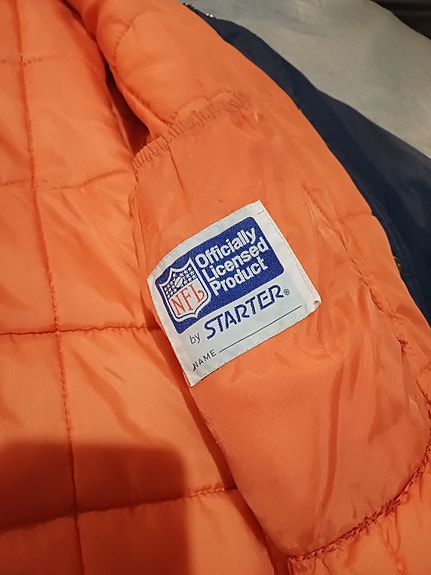 NFL
Officially
Licensed
Product
by STARTER®
NAME